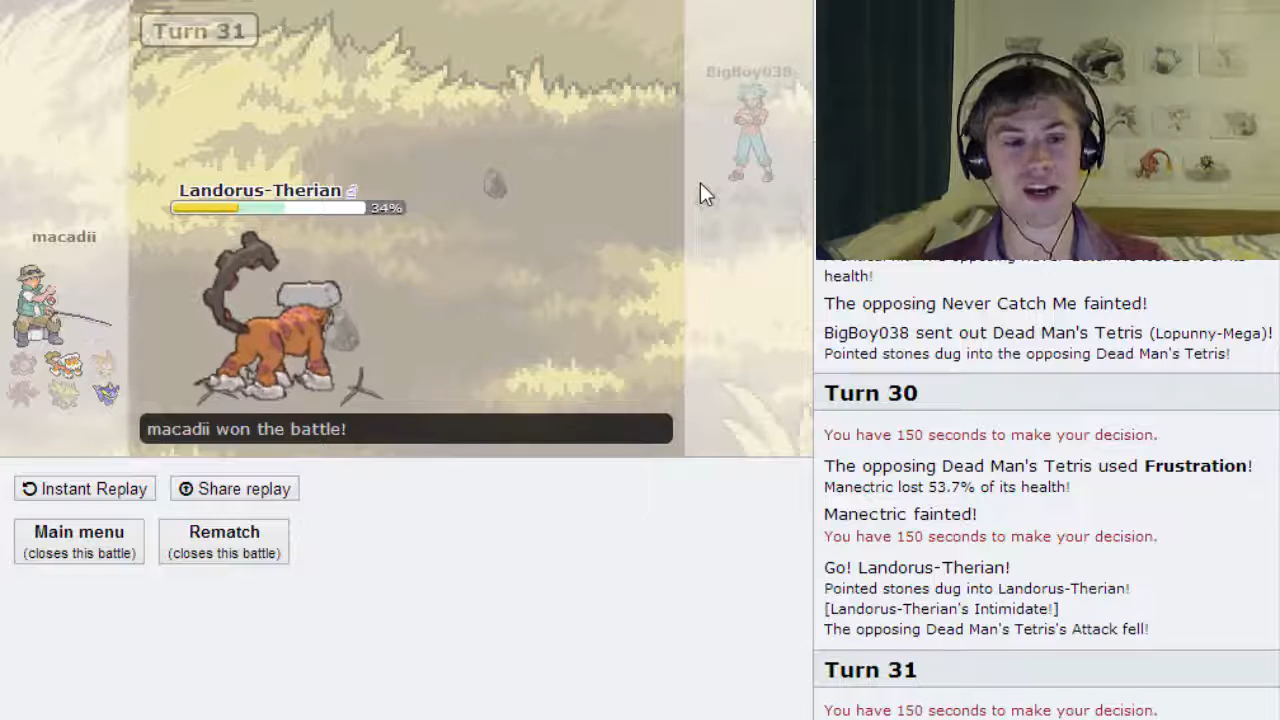 Turn 31
BigBoy038
Landorus-Therian
34%
macadii
macadii won the battle!
Instant Replay
Share replay
Main menu
(closes this battle)
Rematch
(closes this battle)
health!
The opposing Never Catch Me fainted!
BigBoy038 sent out Dead Man's Tetris (Lopunny-Mega)!
Pointed stones dug into the opposing Dead Man's Tetris!
Turn 30
You have 150 seconds to make your decision.
The opposing Dead Man's Tetris used Frustration!
Manectric lost 53.7% of its health!
Manectric fainted!
You have 150 seconds to make your decision.
Go! Landorus-Therian!
Pointed stones dug into Landorus-Therian!
[Landorus-Therian's Intimidate!]
The opposing Dead Man's Tetris's Attack fell!
Turn 31
You have 150 seconds to make your decision.